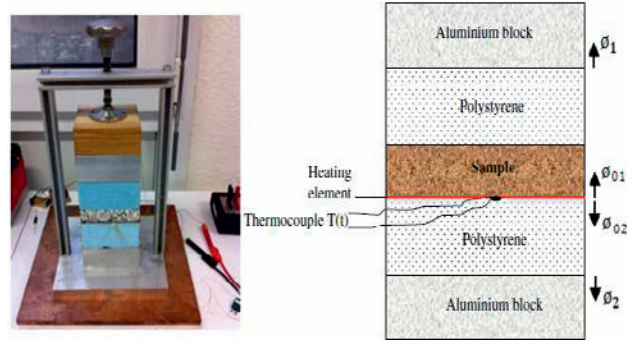 Aluminium block
Ø1
Polystyrene
Heating
element
Sample
Ø01
Thermocouple T(t)
Ø02
Polystyrene
Aluminium block
Ø2